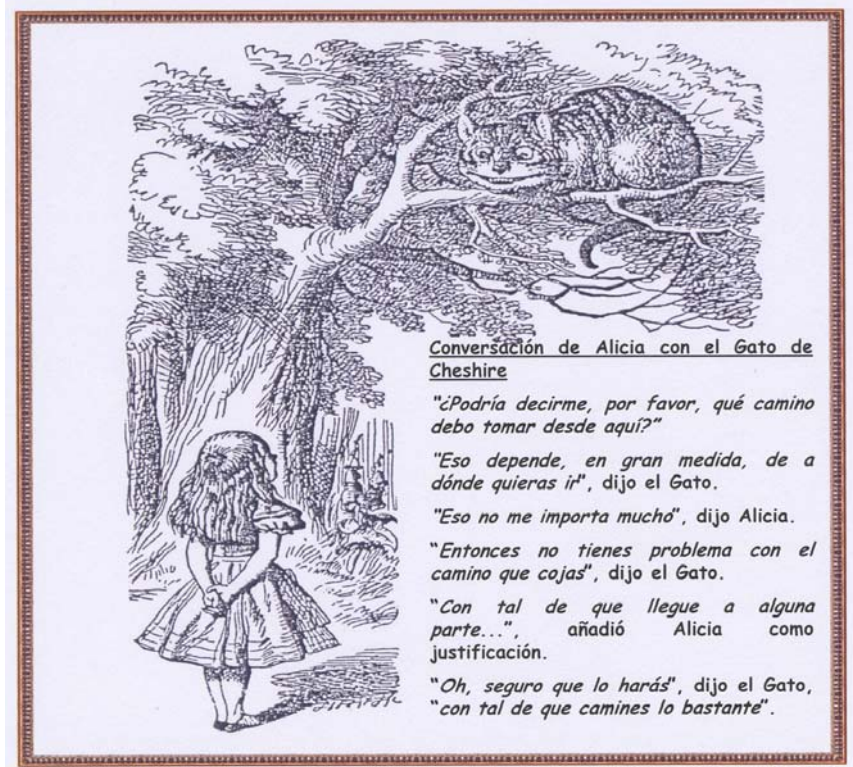 Conversación de Alicia con el Gato de
Cheshire
"¿Podría decirme, por favor, qué camino
debo tomar desde aquí?"
"Eso depende, en gran medida, de a
dónde quieras ir", dijo el Gato.
"Eso no me importa mucho", dijo Alicia.
"Entonces no tienes problema con el
camino que cojas", dijo el Gato.
"Con tal de que llegue a alguna
parte...", añadió Alicia como
justificación.
"Oh, seguro que lo harás", dijo el Gato,
"con tal de que camines lo bastante".